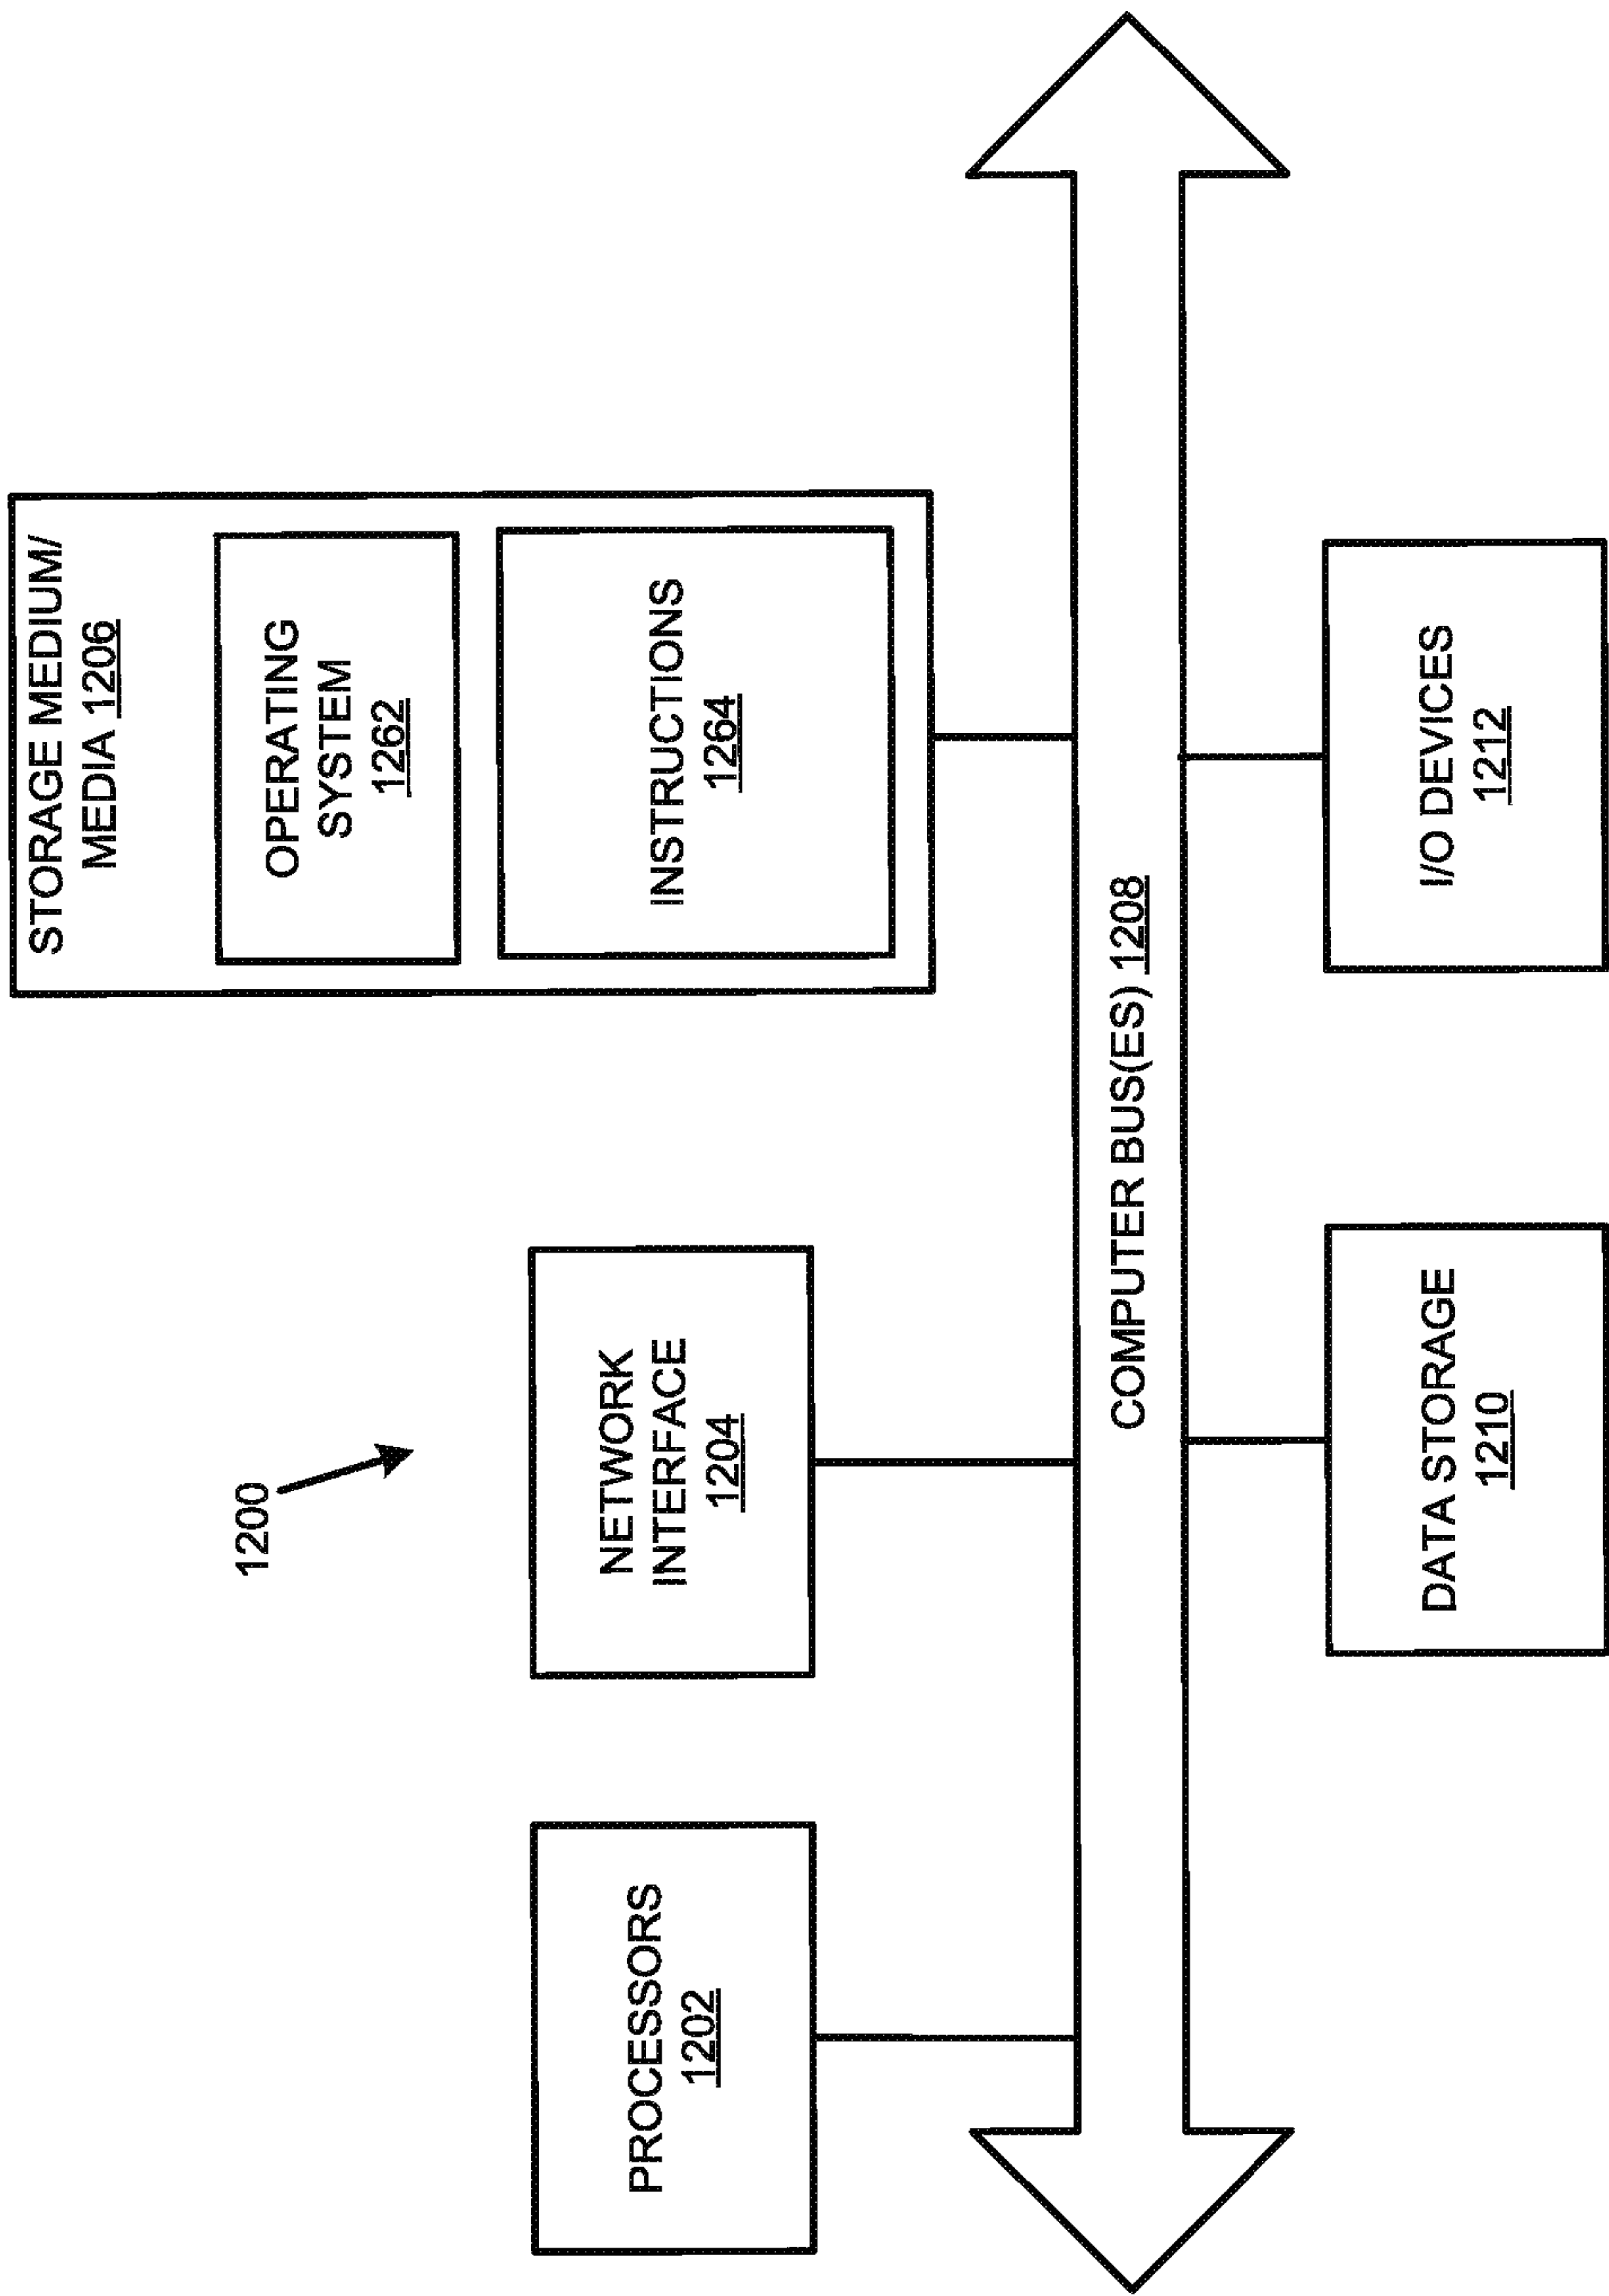 1200
PROCESSORS
1202
NETWORK
INTERFACE
1204
STORAGE MEDIUM/
MEDIA 1206
OPERATING
SYSTEM
1262
INSTRUCTIONS
1264
COMPUTER BUS(ES) 1208
DATA STORAGE
1210
I/O DEVICES
1212